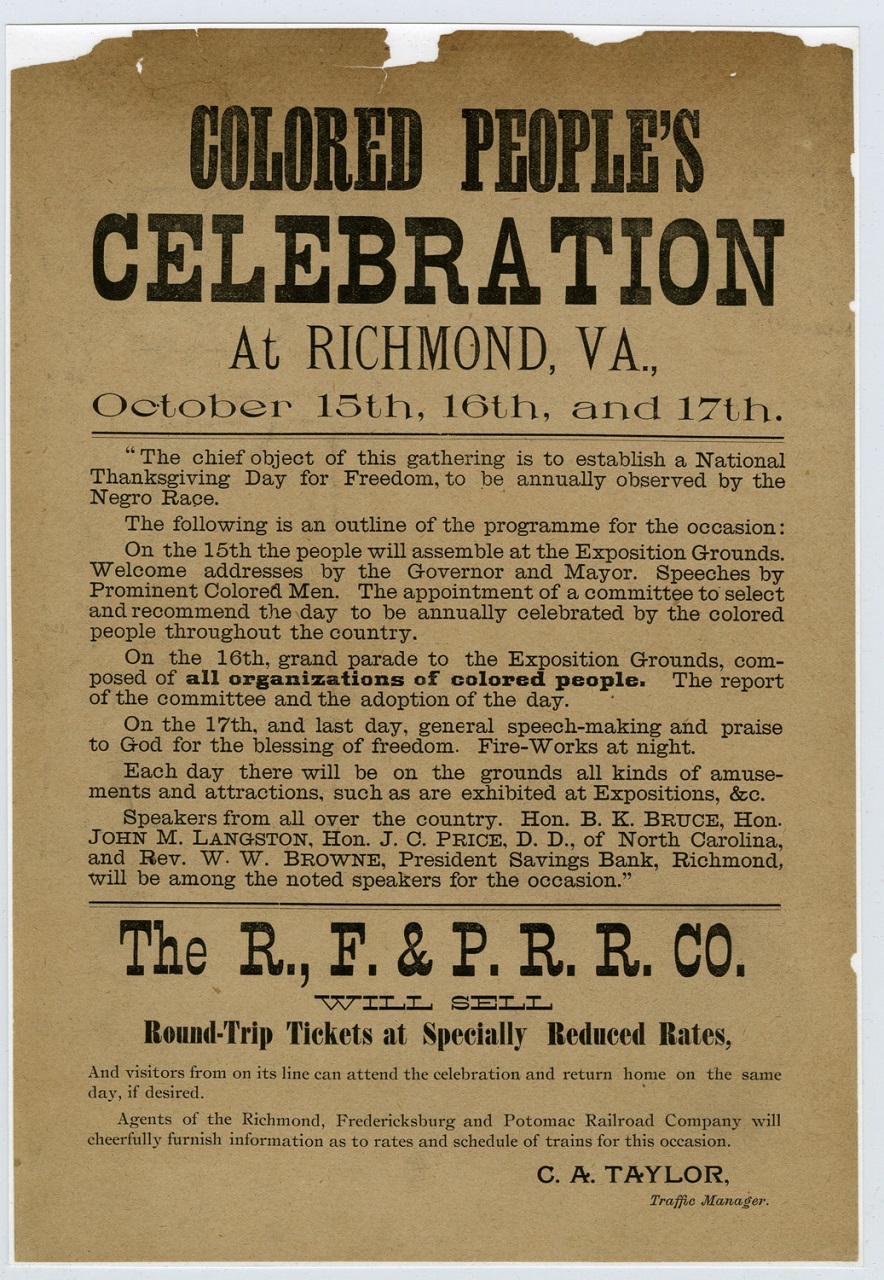 COLORED PEOPLE'S
CELEBRATION
At RICHMOND, VA.,
October 15th, 16th, and 17th.
“The chief object of this gathering is to establish a National
Thanksgiving Day for Freedom, to be annually observed by the
Negro Race.
The following is an outline of the programme for the occasion:
On the 15th the people will assemble at the Exposition Grounds.
Welcome addresses by the Governor and Mayor. Speeches by
Prominent Colored Men. The appointment of a committee to select
and recommend the day to be annually celebrated by the colored
people throughout the country.
On the 16th, grand parade to the Exposition Grounds, com-
posed of all organizations of colored people. The report
of the committee and the adoption of the day.
On the 17th, and last day, general speech-making and praise
to God for the blessing of freedom. Fire-Works at night.
Each day there will be on the grounds all kinds of amuse-
ments and attractions, such as are exhibited at Expositions, &c.
Speakers from all over the country. Hon. B. K. BRUCE, Hon.
JOHN M. LANGSTON, Hon. J. C. PRICE, D. D., of North Carolina,
and Rev. W. W. BROWNE, President Savings Bank, Richmond,
will be among the noted speakers for the occasion.”
The R., F. & P. R. R. CO.
WILL SELL
Round-Trip Tickets at Specially Reduced Rates,
And visitors from on its line can attend the celebration and return home on the same
day, if desired.
Agents of the Richmond, Fredericksburg and Potomac Railroad Company will
cheerfully furnish information as to rates and schedule of trains for this occasion.
C. A. TAYLOR,
Traffic Manager.